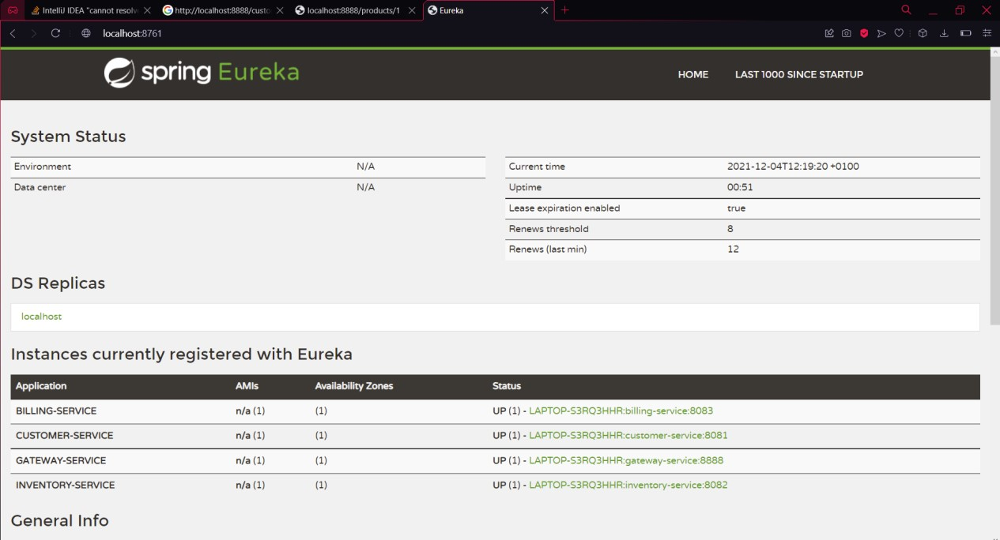 IntelliJ IDEA "cannot resolve
http://localhost:8888/custo
localhost:8888/products/1
Eureka
localhost:8761
spring Eureka
HOME
LAST 1000 SINCE STARTUP
System Status
Environment N/A
Data center N/A
Current time 2021-12-04T12:19:20 +0100
Uptime 00:51
Lease expiration enabled true
Renews threshold 8
Renews (last min) 12
DS Replicas
localhost
Instances currently registered with Eureka
Application AMIs Availability Zones Status
BILLING-SERVICE n/a (1) (1) UP (1) - LAPTOP-S3RQ3HHR:billing-service:8083
CUSTOMER-SERVICE n/a (1) (1) UP (1) - LAPTOP-S3RQ3HHR:customer-service:8081
GATEWAY-SERVICE n/a (1) (1) UP (1) - LAPTOP-S3RQ3HHR:gateway-service:8888
INVENTORY-SERVICE n/a (1) (1) UP (1) - LAPTOP-S3RQ3HHR:inventory-service:8082
General Info